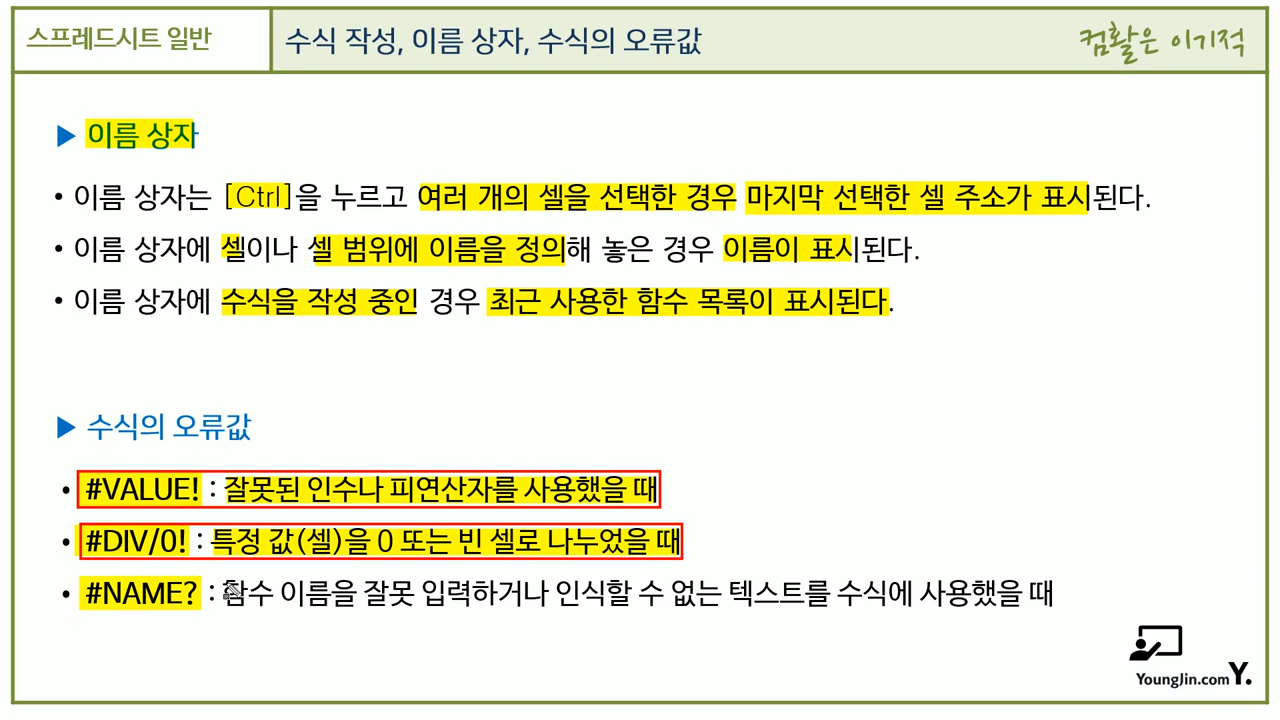 스프레드시트 일반
수식 작성, 이름 상자, 수식의 오류값
컴활은 이기적
▶ 이름 상자
• 이름 상자는 [Ctrl]을 누르고 여러 개의 셀을 선택한 경우 마지막 선택한 셀 주소가 표시된다.
• 이름 상자에 셀이나 셀 범위에 이름을 정의해 놓은 경우 이름이 표시된다.
• 이름 상자에 수식을 작성 중인 경우 최근 사용한 함수 목록이 표시된다.
▶ 수식의 오류값
• #VALUE! : 잘못된 인수나 피연산자를 사용했을 때
• #DIV/0! : 특정 값(셀)을 0 또는 빈 셀로 나누었을 때
• #NAME? : 함수 이름을 잘못 입력하거나 인식할 수 없는 텍스트를 수식에 사용했을 때
YoungJin.com Y.